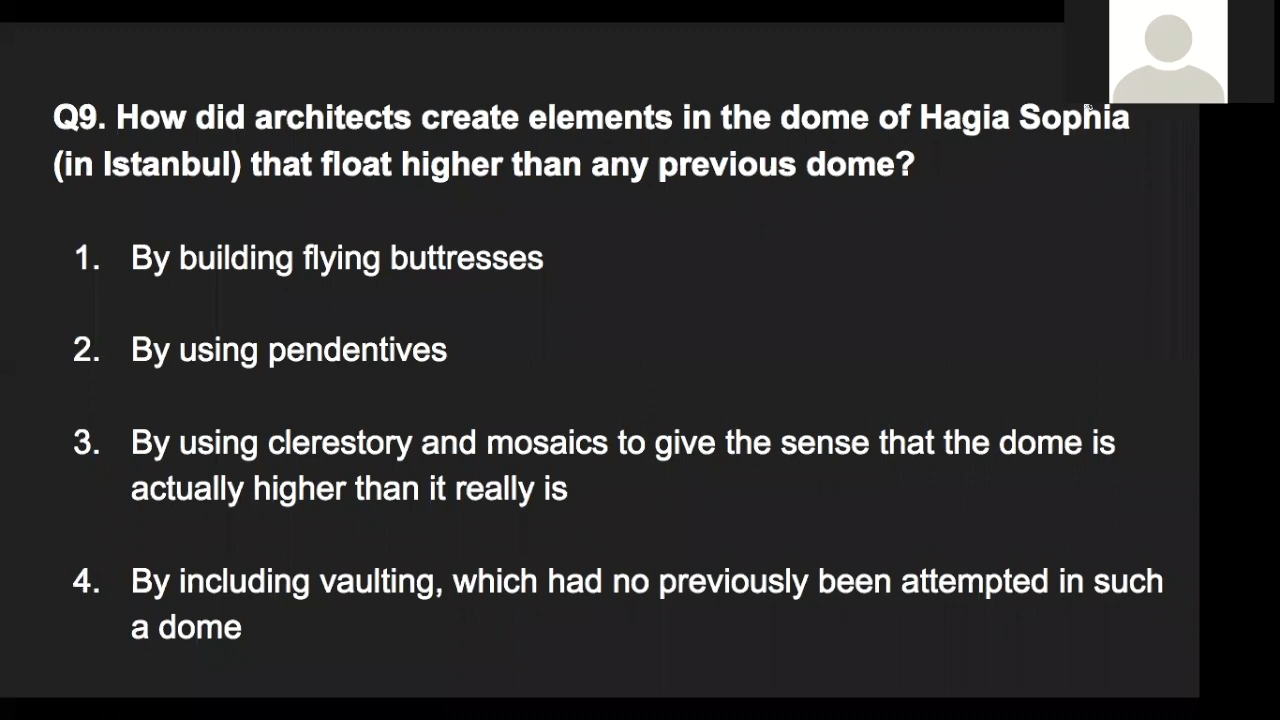 Q9. How did architects create elements in the dome of Hagia Sophia
(in Istanbul) that float higher than any previous dome?
1. By building flying buttresses
2. By using pendentives
3. By using clerestory and mosaics to give the sense that the dome is
actually higher than it really is
4. By including vaulting, which had no previously been attempted in such
a dome